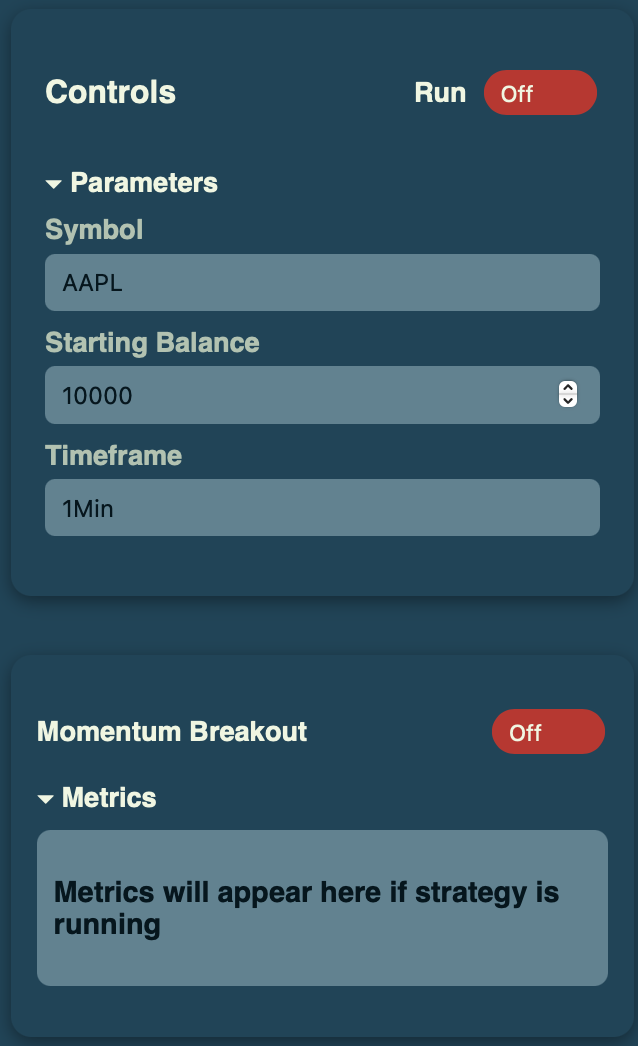 Controls
Run
Off
Parameters
Symbol
AAPL
Starting Balance
10000
Timeframe
1Min
Momentum Breakout
Off
Metrics
Metrics will appear here if strategy is
running